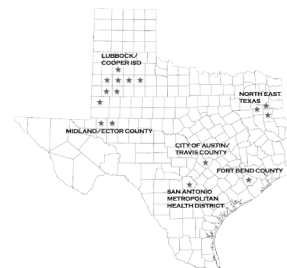 LUBBOCK/
COOPER ISD
NORTH EAST
TEXAS
MIDLAND/ECTOR COUNTY
CITY OF AUSTIN/
TRAVIS COUNTY
FORT BEND COUNTY
SAN ANTONIO
METROPOLITAN
HEALTH DISTRICT